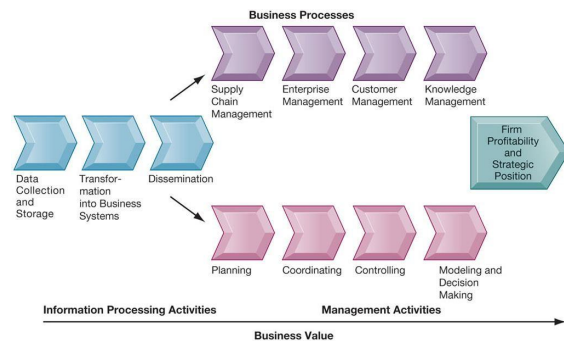 Business Processes
Supply
Chain
Management
Enterprise
Management
Customer
Management
Knowledge
Management
Data
Collection
and
Storage
Transfor-
mation
into Business
Systems
Dissemination
Firm
Profitability
and
Strategic
Position
Planning
Coordinating
Controlling
Modeling and
Decision
Making
Information Processing Activities
Management Activities
Business Value